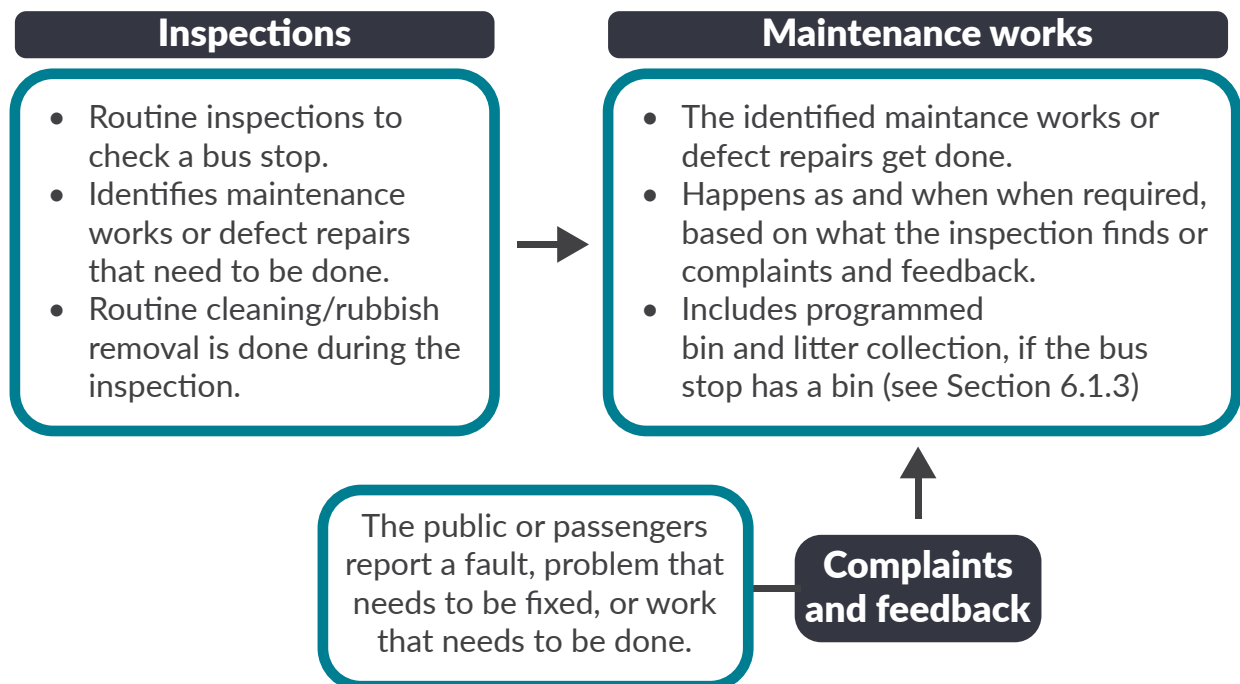 Inspections
• Routine inspections to
check a bus stop.
• Identifies maintenance
works or defect repairs
that need to be done.
• Routine cleaning/rubbish
removal is done during the
inspection.
Maintenance works
• The identified maintance works or
defect repairs get done.
• Happens as and when when required,
based on what the inspection finds or
complaints and feedback.
• Includes programmed
bin and litter collection, if the bus
stop has a bin (see Section 6.1.3)
The public or passengers
report a fault, problem that
needs to be fixed, or work
that needs to be done.
Complaints
and feedback